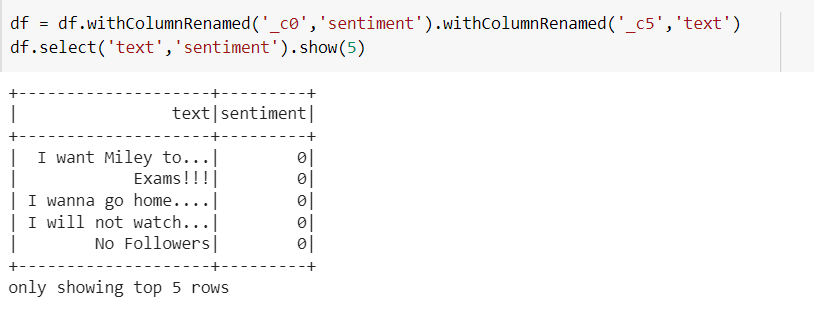 df = df.withColumnRenamed('_c0','sentiment').withColumnRenamed('_c5','text')
df.select('text','sentiment').show(5)
+--------------------+---------+
|                text|sentiment|
+--------------------+---------+
|  I want Miley to...|        0|
|            Exams!!!|        0|
| I wanna go home....|        0|
| I will not watch...|        0|
|        No Followers|        0|
+--------------------+---------+
only showing top 5 rows